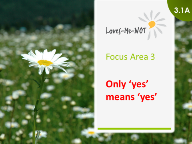 3.1A
Loves-Me-NOT
Focus Area 3
Only ‘yes’
means ‘yes’